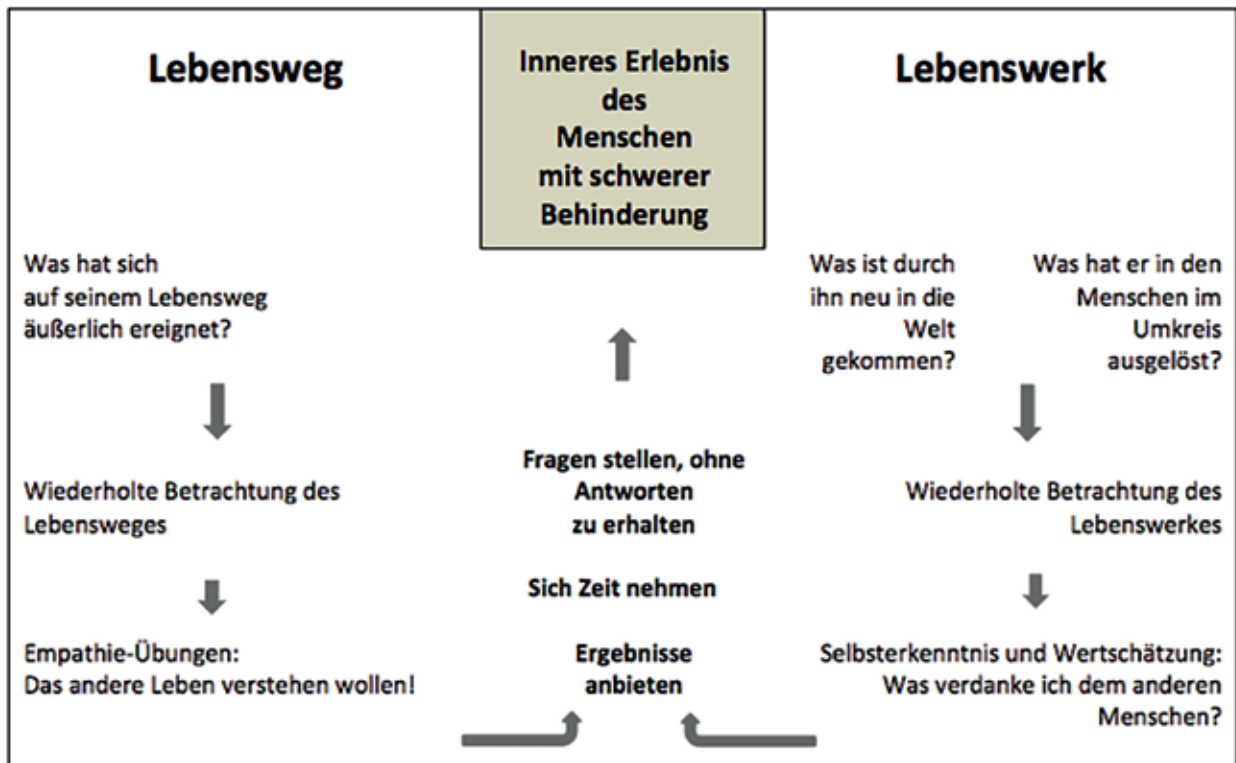 Lebensweg
Was hat sich
auf seinem Lebensweg
äußerlich ereignet?
Wiederholte Betrachtung des
Lebensweges
Empathie-Übungen:
Das andere Leben verstehen wollen!
Inneres Erlebnis
des
Menschen
mit schwerer
Behinderung
Fragen stellen, ohne
Antworten
zu erhalten
Sich Zeit nehmen
Ergebnisse
anbieten
Lebenswerk
Was ist durch
ihn neu in die
Welt
gekommen?
Was hat er in den
Menschen im
Umkreis
ausgelöst?
Wiederholte Betrachtung des
Lebenswerkes
Selbsterkenntnis und Wertschätzung:
Was verdanke ich dem anderen
Menschen?